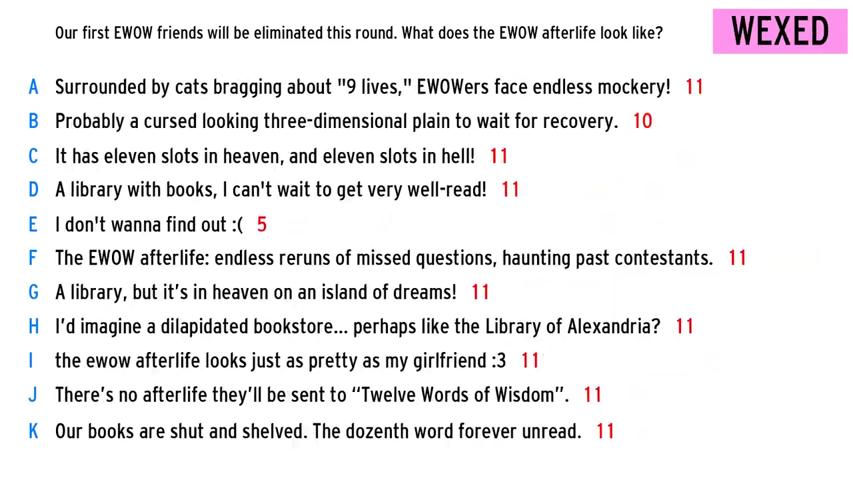 Our first EWOW friends will be eliminated this round. What does the EWOW afterlife look like?
WEXED
A Surrounded by cats bragging about "9 lives," EWOWers face endless mockery! 11
B Probably a cursed looking three-dimensional plain to wait for recovery. 10
C It has eleven slots in heaven, and eleven slots in hell! 11
D A library with books, I can't wait to get very well-read! 11
E I don't wanna find out :( 5
F The EWOW afterlife: endless reruns of missed questions, haunting past contestants. 11
G A library, but it’s in heaven on an island of dreams! 11
H I’d imagine a dilapidated bookstore... perhaps like the Library of Alexandria? 11
I the ewow afterlife looks just as pretty as my girlfriend :3 11
J There’s no afterlife they’ll be sent to “Twelve Words of Wisdom”. 11
K Our books are shut and shelved. The dozenth word forever unread. 11